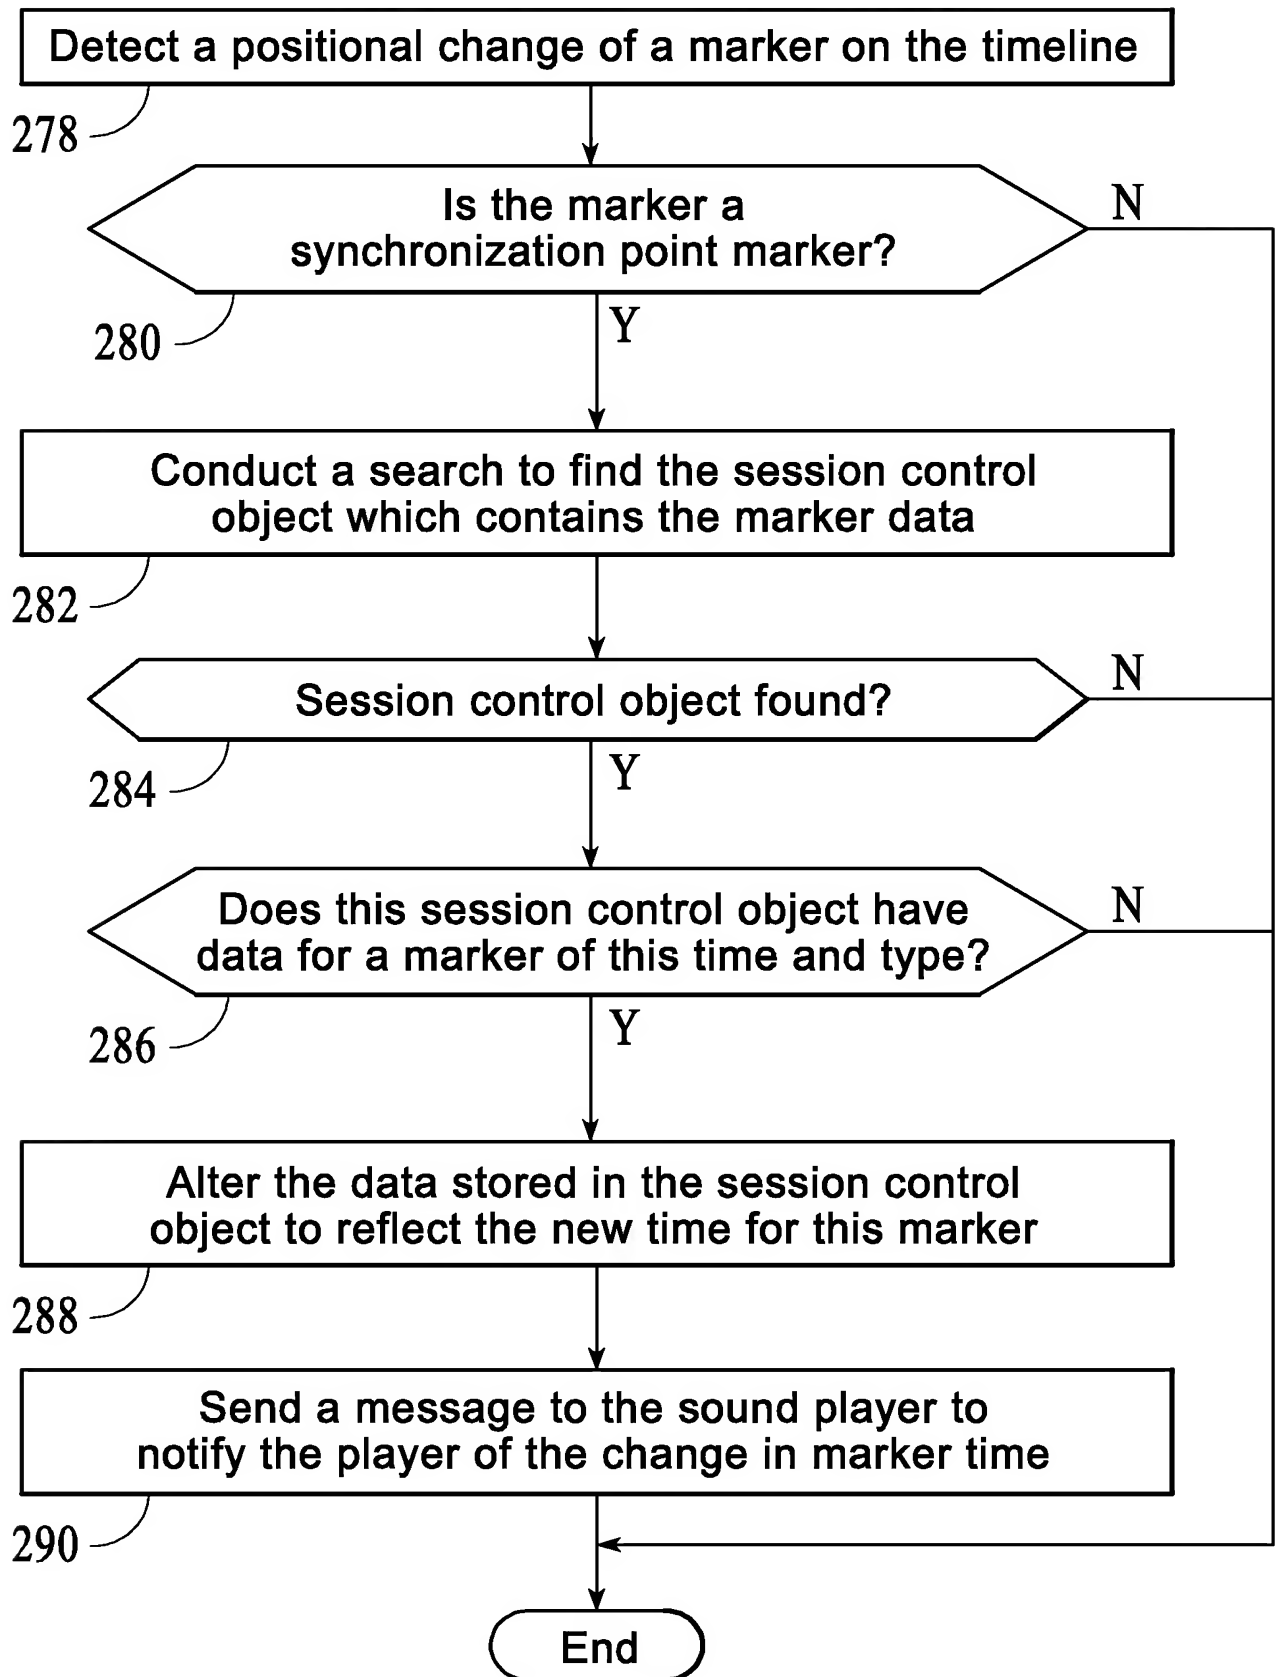 Detect a positional change of a marker on the timeline
278
Is the marker a
synchronization point marker?
N
280
Y
Conduct a search to find the session control
object which contains the marker data
282
Session control object found?
N
284
Y
Does this session control object have
data for a marker of this time and type?
N
286
Y
Alter the data stored in the session control
object to reflect the new time for this marker
288
Send a message to the sound player to
notify the player of the change in marker time
290
End